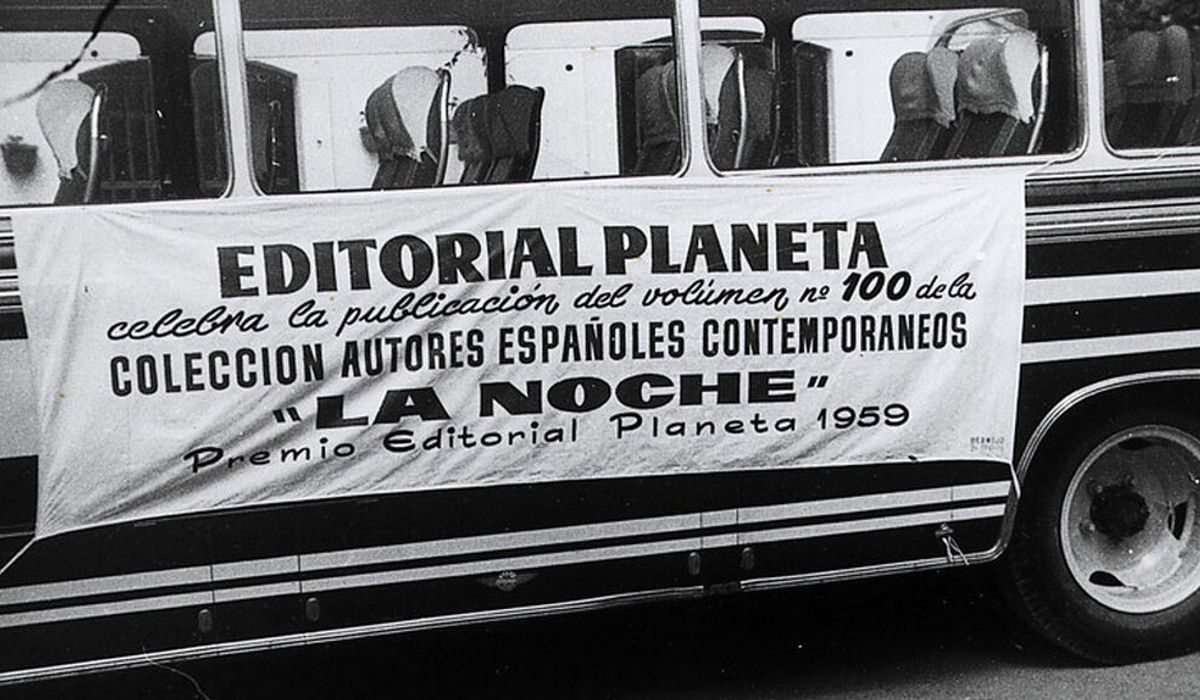 EDITORIAL PLANETA
celebra la publicación del volúmen nº 100 de la
COLECCION AUTORES ESPAÑOLES CONTEMPORANEOS
"LA NOCHE"
Premio Editorial Planeta 1959